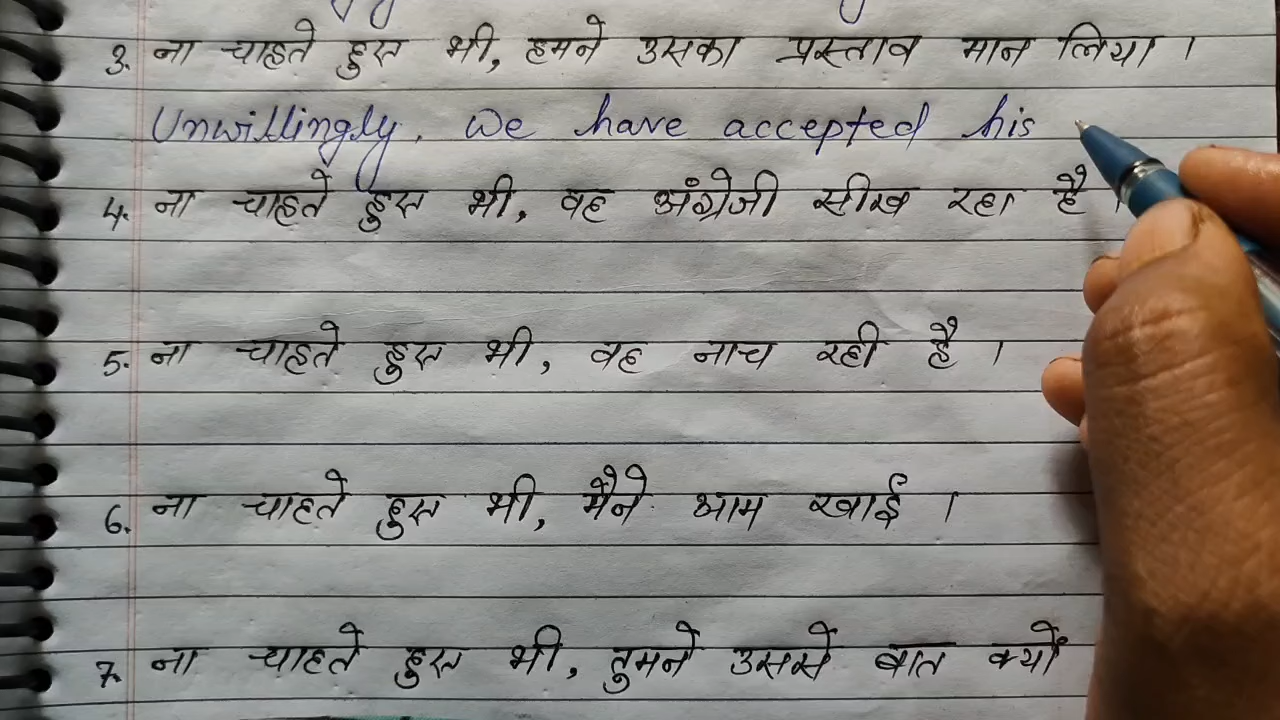 3. ना चाहते हुए भी, हमने उसका प्रस्ताव मान लिया ।
Unwillingly, We have accepted his
4. ना चाहते हुए भी, वह अंग्रेजी सीख रहा है ।
5. ना चाहते हुए भी, वह नाच रही है ।
6. ना चाहते हुए भी, मैने आम खाई ।
7. ना चाहते हुए भी, तुमने उससे बात क्यों